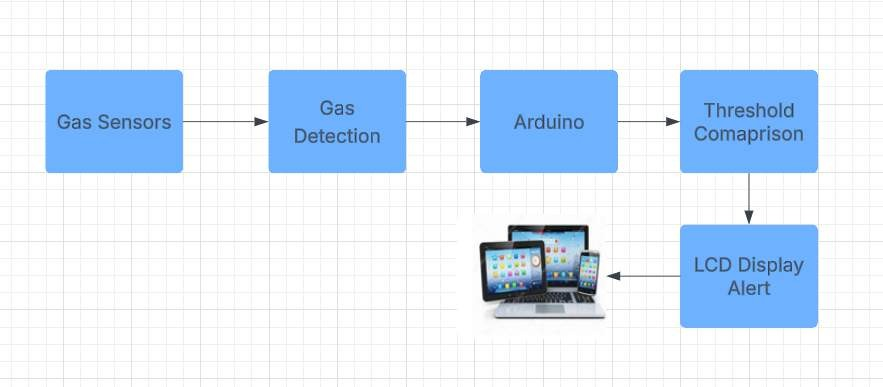 Gas Sensors
Gas
Detection
Arduino
Threshold
Comaprison
LCD Display
Alert